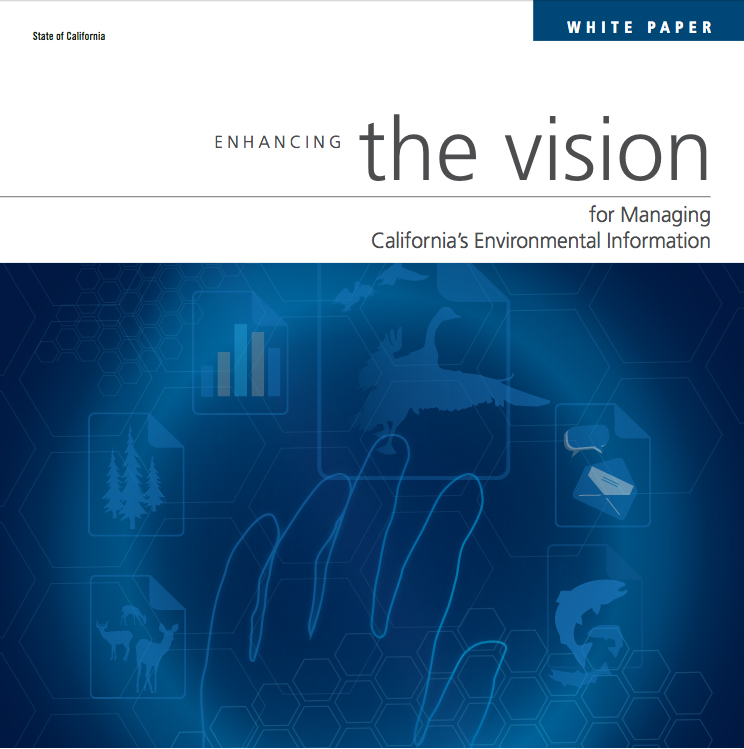 State of California
WHITE PAPER
ENHANCING the vision
for Managing
California's Environmental Information